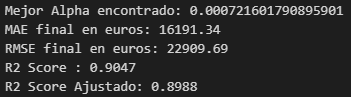 Mejor Alpha encontrado: 0.000721601790895901
MAE final en euros: 16191.34
RMSE final en euros: 22909.69
R2 Score : 0.9047
R2 Score Ajustado: 0.8988